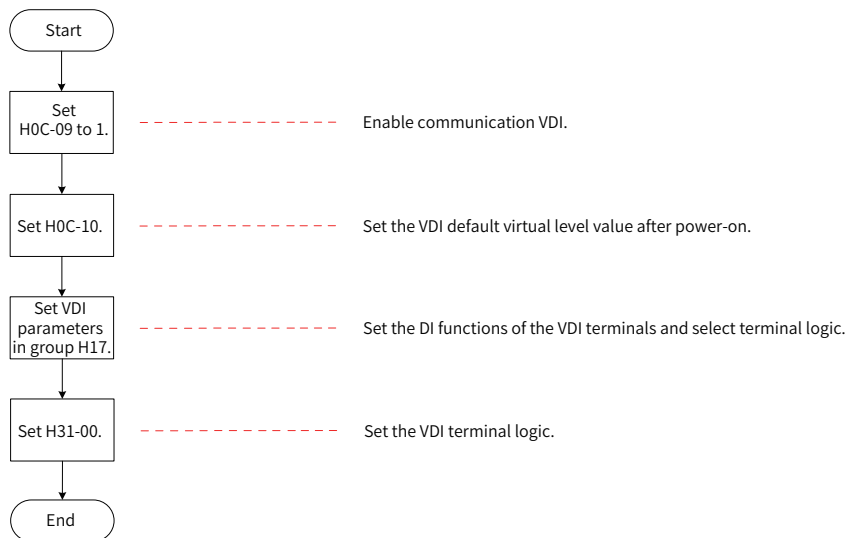 Start
Set
H0C-09 to 1.
Enable communication VDI.
Set H0C-10.
Set the VDI default virtual level value after power-on.
Set VDI
parameters
in group H17.
Set the DI functions of the VDI terminals and select terminal logic.
Set H31-00.
Set the VDI terminal logic.
End